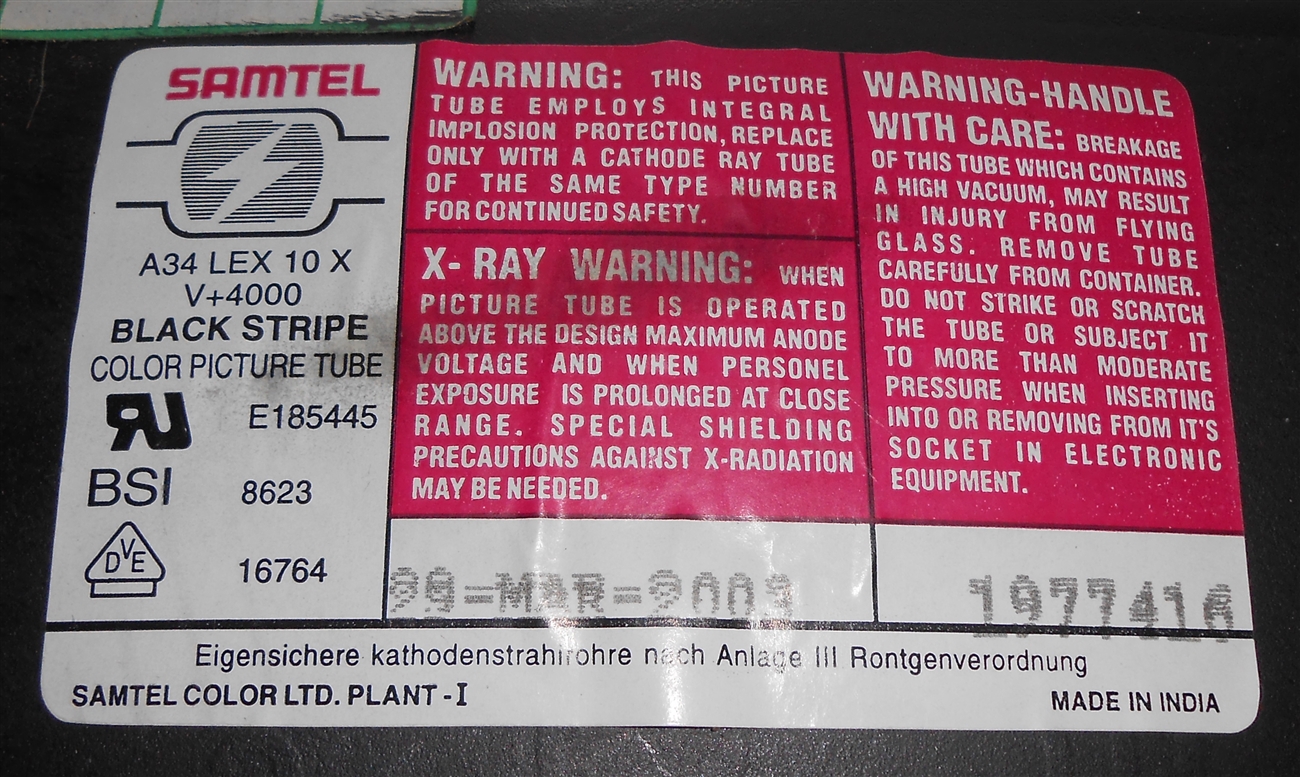 SAMTEL
A34 LEX 10 X
V+4000
BLACK STRIPE
COLOR PICTURE TUBE
RU E185445
BSI 8623
DVE 16764
WARNING: THIS PICTURE
TUBE EMPLOYS INTEGRAL
IMPLOSION PROTECTION, REPLACE
ONLY WITH A CATHODE RAY TUBE
OF THE SAME TYPE NUMBER
FOR CONTINUED SAFETY.
X-RAY WARNING: WHEN
PICTURE TUBE IS OPERATED
ABOVE THE DESIGN MAXIMUM ANODE
VOLTAGE AND WHEN PERSONEL
EXPOSURE IS PROLONGED AT CLOSE
RANGE. SPECIAL SHIELDING
PRECAUTIONS AGAINST X-RADIATION
MAY BE NEEDED.
WARNING-HANDLE
WITH CARE: BREAKAGE
OF THIS TUBE WHICH CONTAINS
A HIGH VACUUM, MAY RESULT
IN INJURY FROM FLYING
GLASS. REMOVE TUBE
CAREFULLY FROM CONTAINER.
DO NOT STRIKE OR SCRATCH
THE TUBE OR SUBJECT IT
TO MORE THAN MODERATE
PRESSURE WHEN INSERTING
INTO OR REMOVING FROM IT'S
SOCKET IN ELECTRONIC
EQUIPMENT.
1977416
Eigensichere kathodenstrahlrohre nach Anlage III Rontgenverordnung
SAMTEL COLOR LTD. PLANT-I MADE IN INDIA